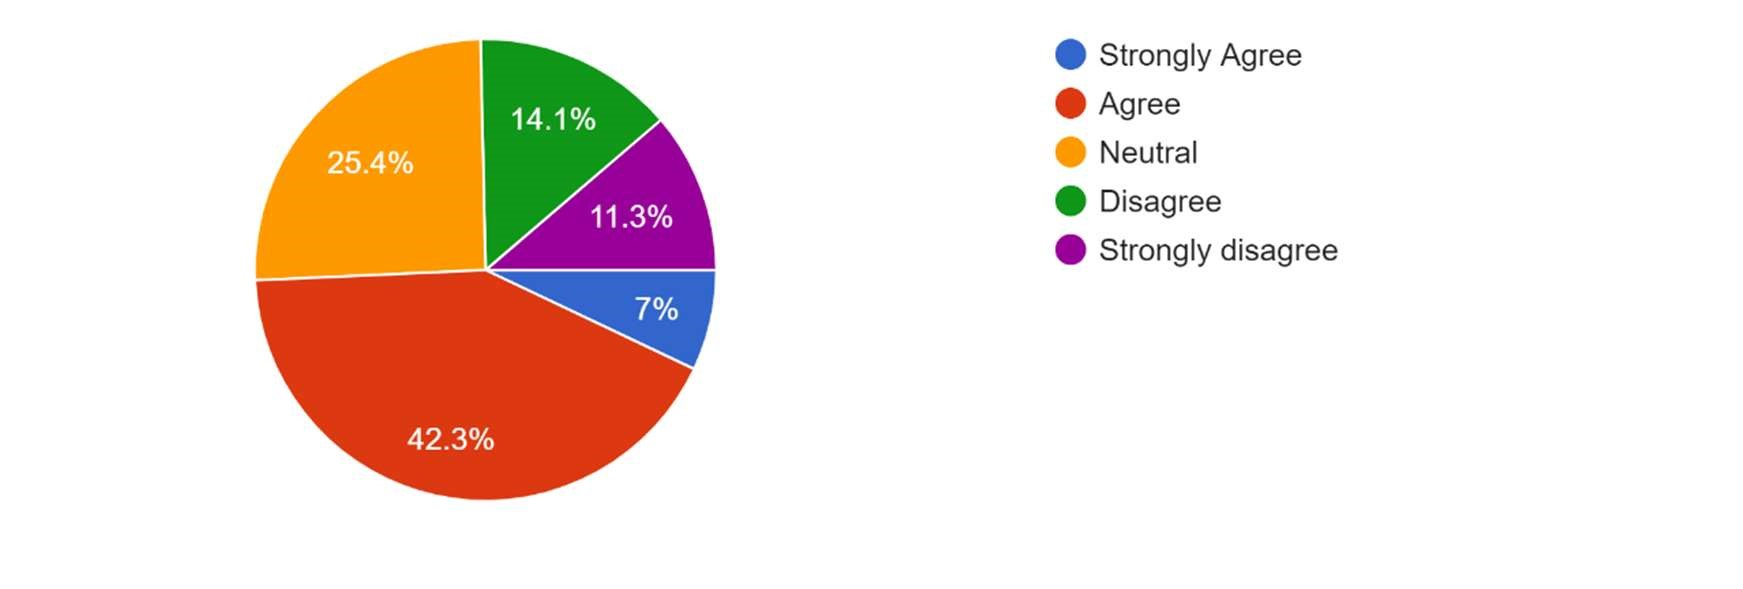 14.1%
25.4%
11.3%
7%
42.3%
Strongly Agree
Agree
Neutral
Disagree
Strongly disagree